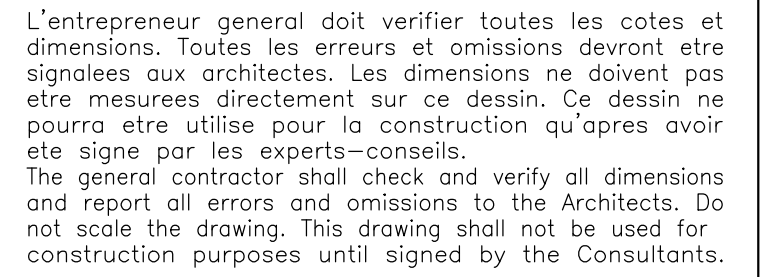 L'entrepreneur general doit verifier toutes les cotes et
dimensions. Toutes les erreurs et omissions devront etre
signalees aux architectes. Les dimensions ne doivent pas
etre mesurees directement sur ce dessin. Ce dessin ne
pourra etre utilise pour la construction qu'apres avoir
ete signe par les experts-conseils.
The general contractor shall check and verify all dimensions
and report all errors and omissions to the Architects. Do
not scale the drawing. This drawing shall not be used for
construction purposes until signed by the Consultants.